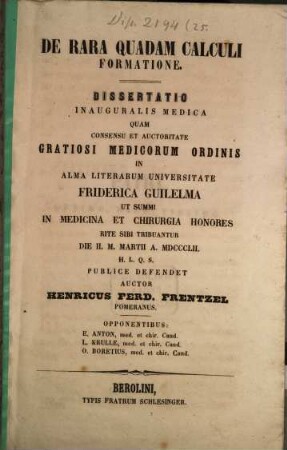 Diss. 2894 (25.
DE RARA QUADAM CALCULI
FORMATIONE.
DISSERTATIO
INAUGURALIS MEDICA
QUAM
CONSENSU ET AUCTORITATE
GRATIOSI MEDICORUM ORDINIS
IN
ALMA LITERARUM UNIVERSITATE
FRIDERICA GUILELMA
UT SUMMI
IN MEDICINA ET CHIRURGIA HONORES
RITE SIBI TRIBUANTUR
DIE II. M. MARTII A. MDCCCLII.
H. L. Q. S.
PUBLICE DEFENDET
AUCTOR
HENRICUS FERD. FRENTZEL
POMERANUS.
OPPONENTIBUS:
E. ANTON, med. et chir. Cand.
L. KRULLE, med. et chir. Cand.
O. BORETIUS, med. et chir. Cand.
BEROLINI,
TYPIS FRATRUM SCHLESINGER.